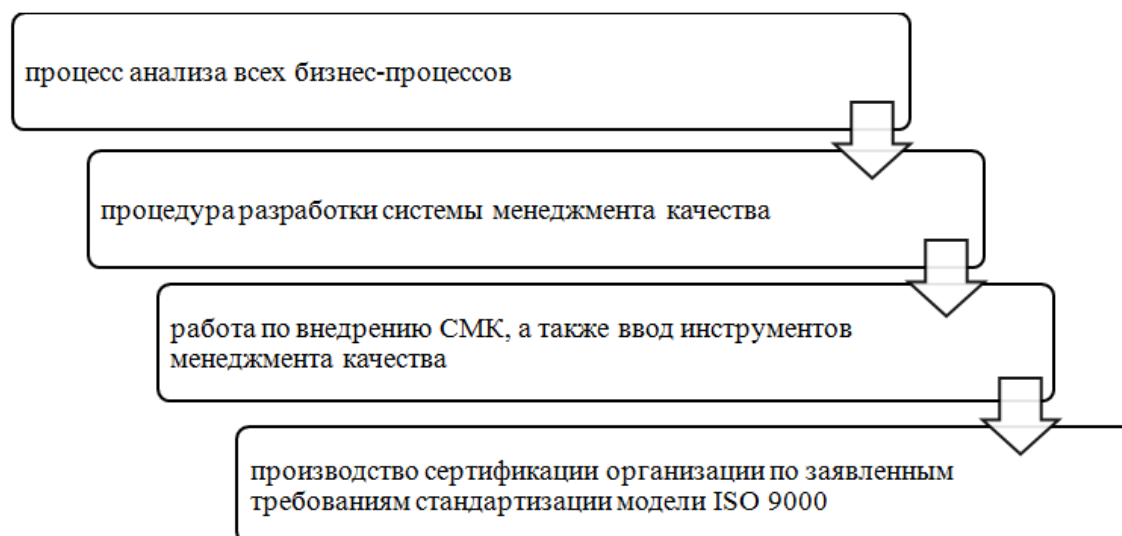 процесс анализа всех бизнес-процессов
процедура разработки системы менеджмента качества
работа по внедрению СМК, а также ввод инструментов
менеджмента качества
производство сертификации организации по заявленным
требованиям стандартизации модели ISO 9000